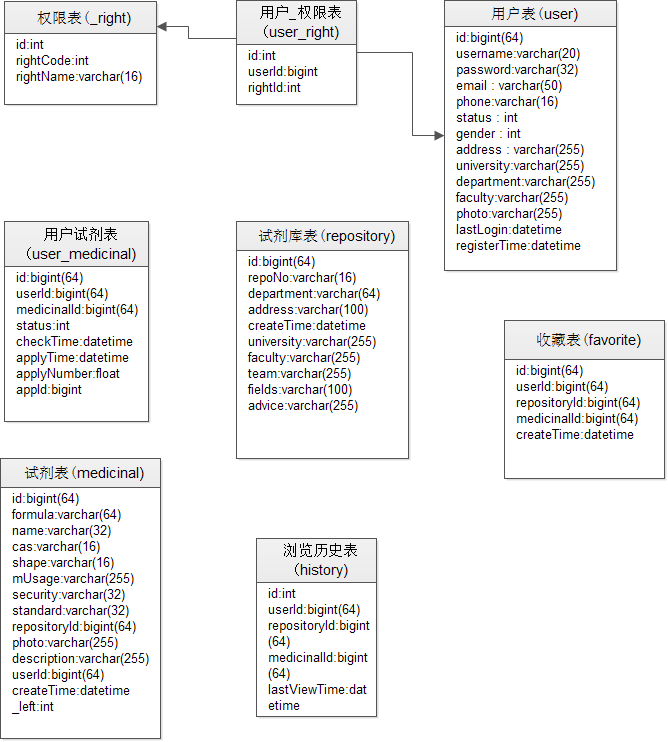 权限表(_right)
id:int
rightCode:int
rightName:varchar(16)
用户_权限表
(user_right)
id:int
userId:bigint
rightId:int
用户表(user)
id:bigint(64)
username:varchar(20)
password:varchar(32)
email：varchar(50)
phone:varchar(16)
status：int
gender：int
address：varchar(255)
university:varchar(255)
department:varchar(255)
faculty:varchar(255)
photo:varchar(255)
lastLogin:datetime
registerTime:datetime
用户试剂表
(user_medicinal)
id:bigint(64)
userId:bigint(64)
medicinalId:bigint(64)
status:int
checkTime:datetime
applyTime:datetime
applyNumber:float
appId:bigint
试剂库表(repository)
id:bigint(64)
repoNo:varchar(16)
department:varchar(64)
address:varchar(100)
createTime:datetime
university:varchar(255)
faculty:varchar(255)
team:varchar(255)
fields:varchar(100)
advice:varchar(255)
收藏表(favorite)
id:bigint(64)
userId:bigint(64)
repositoryId:bigint(64)
medicinalId:bigint(64)
createTime:datetime
试剂表(medicinal)
id:bigint(64)
formula:varchar(64)
name:varchar(32)
cas:varchar(16)
shape:varchar(16)
mUsage:varchar(255)
security:varchar(32)
standard:varchar(32)
repositoryId:bigint(64)
photo:varchar(255)
description:varchar(255)
userId:bigint(64)
createTime:datetime
_left:int
浏览历史表
(history)
id:int
userId:bigint(64)
repositoryId:bigint
(64)
medicinalId:bigint
(64)
lastViewTime:dat
etime